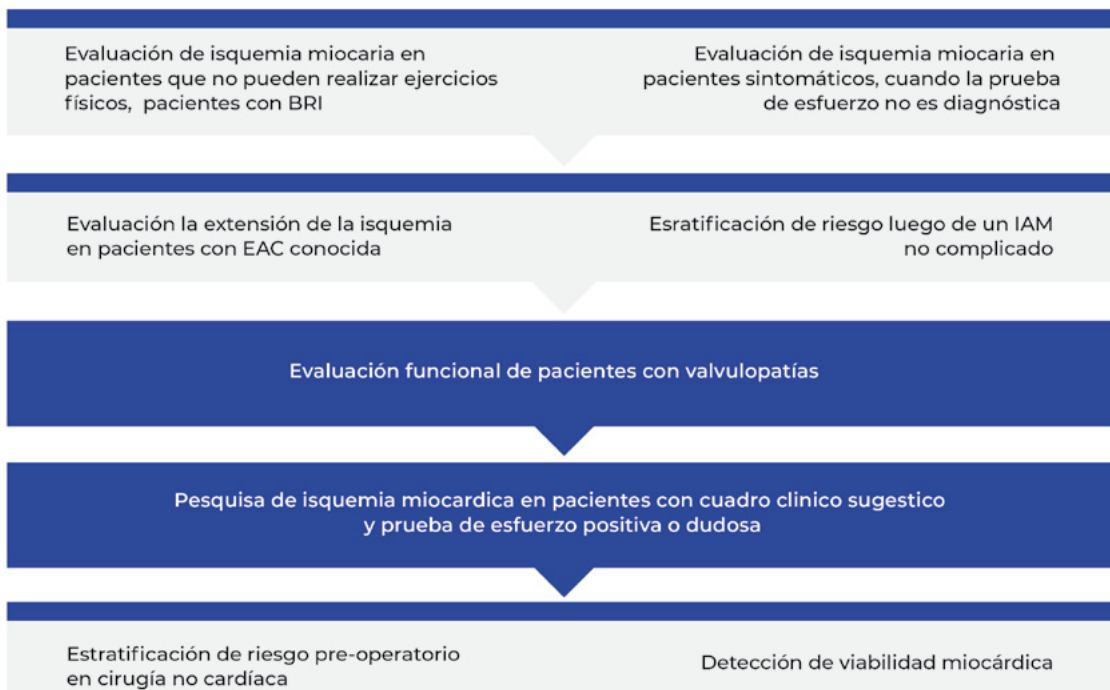 Evaluación de isquemia miocaria en
pacientes que no pueden realizar ejercicios
físicos, pacientes con BRI
Evaluación de isquemia miocaria en
pacientes sintomáticos, cuando la prueba
de esfuerzo no es diagnóstica
Evaluación la extensión de la isquemia
en pacientes con EAC conocida
Esratificación de riesgo luego de un IAM
no complicado
Evaluación funcional de pacientes con valvulopatías
Pesquisa de isquemia miocardica en pacientes con cuadro clinico sugestico
y prueba de esfuerzo positiva o dudosa
Estratificación de riesgo pre-operatorio
en cirugía no cardíaca
Detección de viabilidad miocárdica